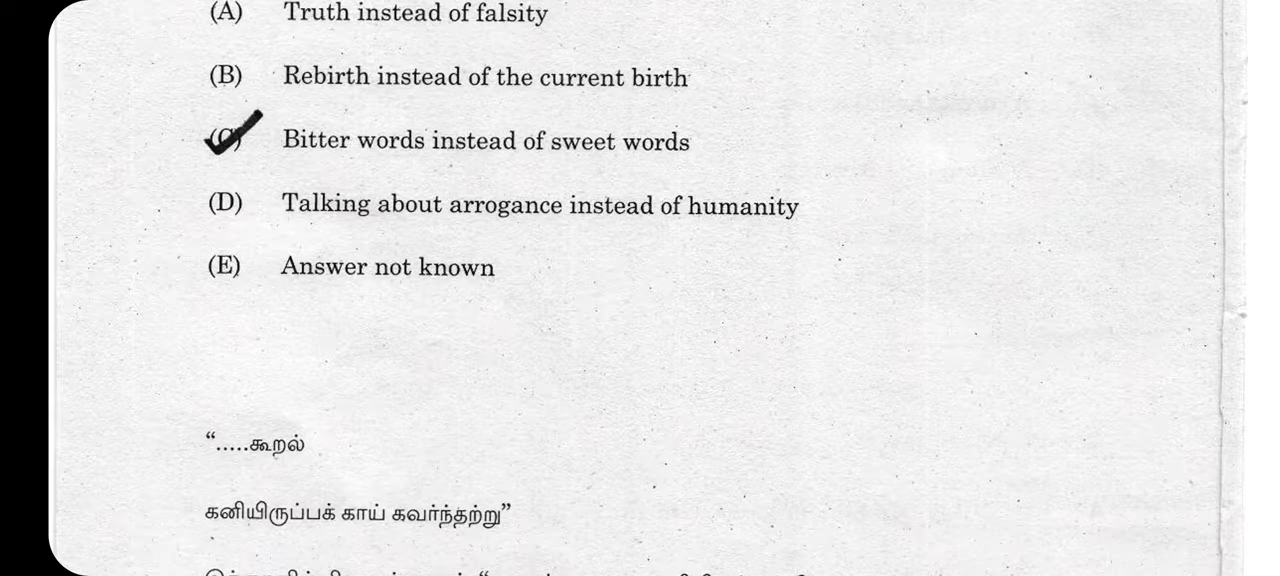 (A) Truth instead of falsity
(B) Rebirth instead of the current birth
(C) Bitter words instead of sweet words
(D) Talking about arrogance instead of humanity
(E) Answer not known
“.....கூறல்
கனியிருப்பக் காய் கவர்ந்தற்று”